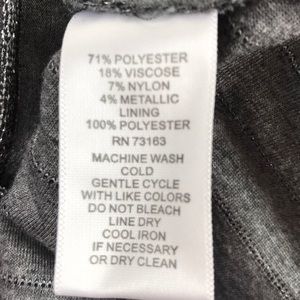 71% POLYESTER
18% VISCOSE
7% NYLON
4% METALLIC
LINING
100% POLYESTER
RN 73163
MACHINE WASH
COLD
GENTLE CYCLE
WITH LIKE COLORS
DO NOT BLEACH
LINE DRY
COOL IRON
IF NECESSARY
OR DRY CLEAN